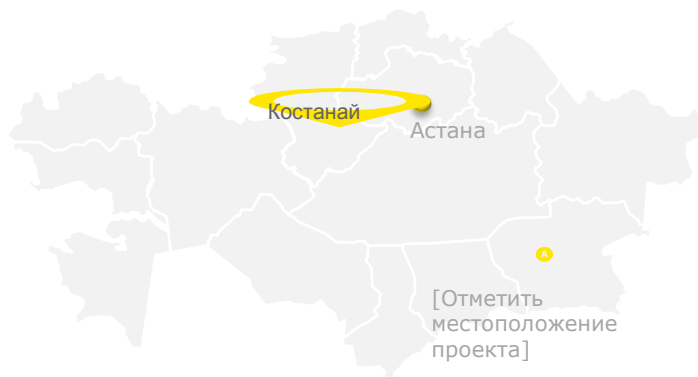 Костанай
Астана
А
[Отметить
местоположение
проекта]